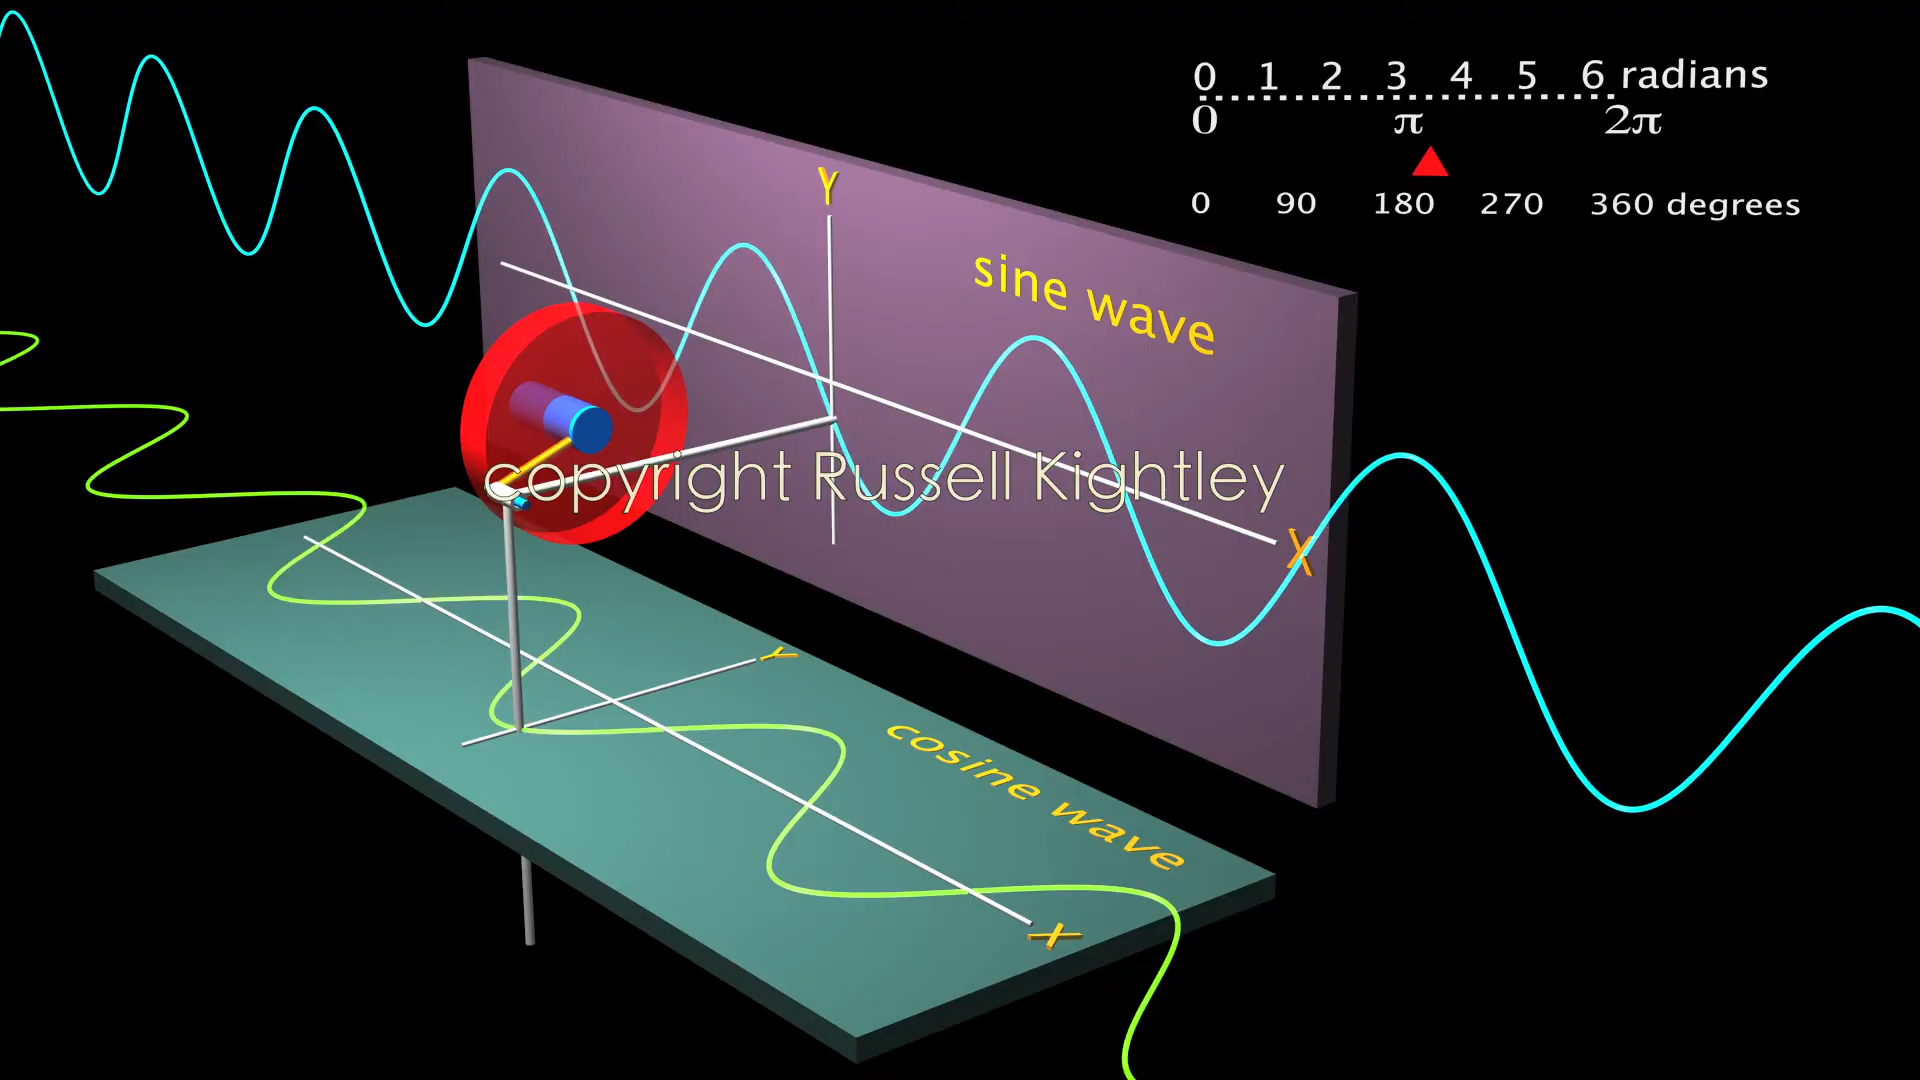 0 1 2 3 4 5 6 radians
0 π 2π
0 90 180 270 360 degrees
Y
sine wave
copyright Russell Kightley
X
Y
cosine wave
X